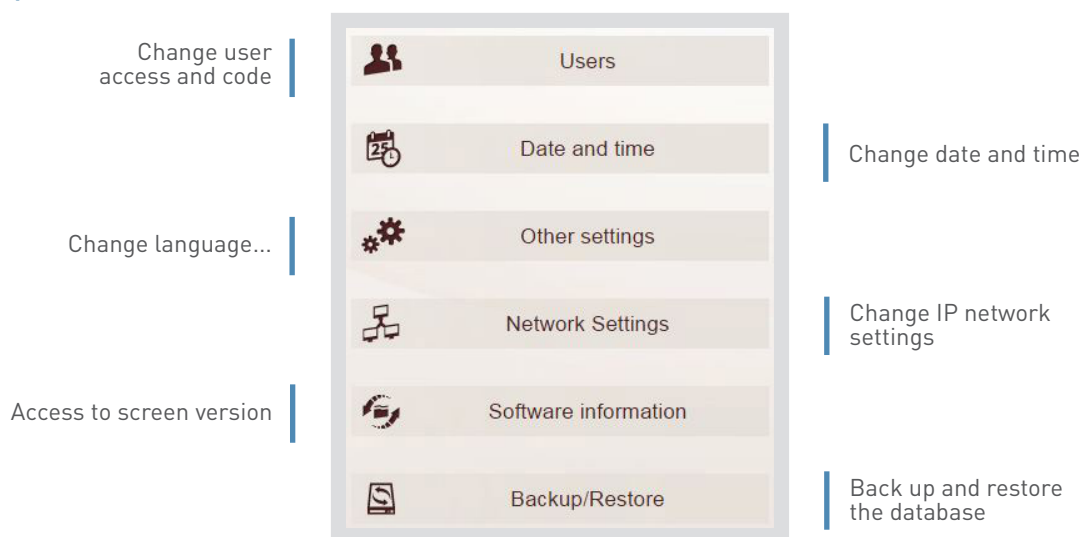 Change user
access and code
Users
25
Date and time
Change date and time
Change language...
Other settings
Network Settings
Change IP network
settings
Access to screen version
Software information
Backup/Restore
Back up and restore
the database